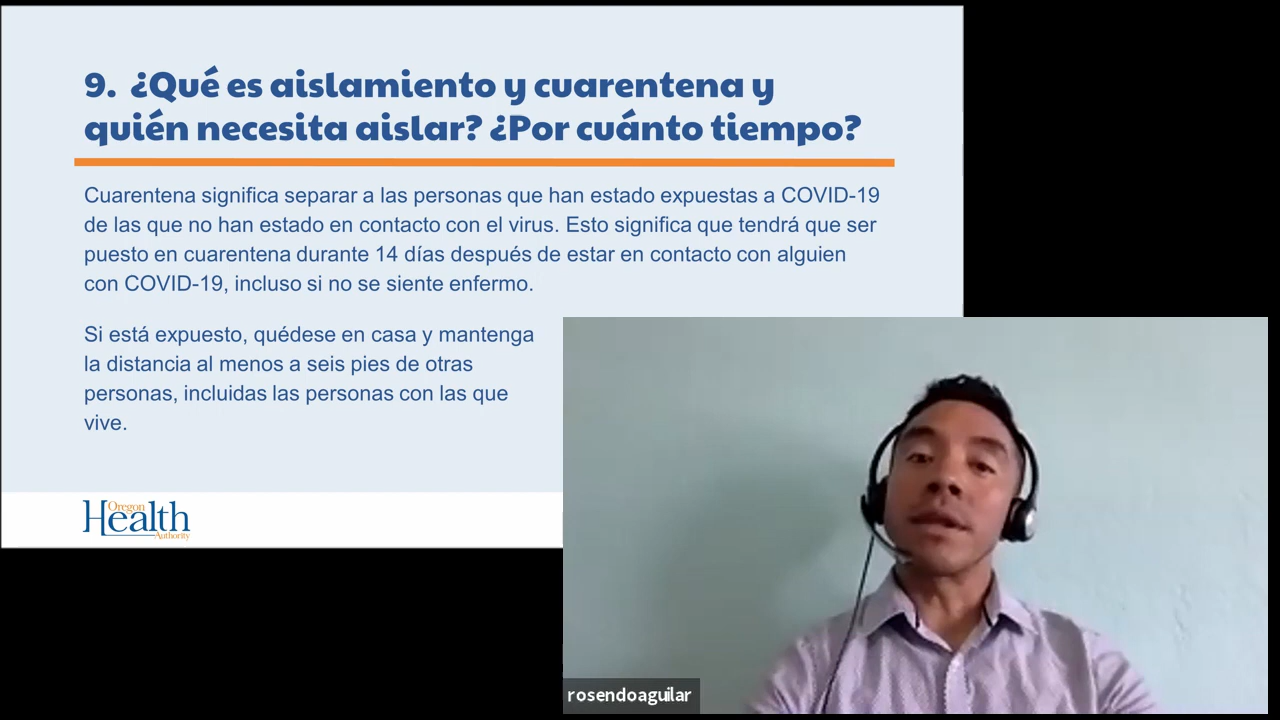 9. ¿Qué es aislamiento y cuarentena y
quién necesita aislar? ¿Por cuánto tiempo?
Cuarentena significa separar a las personas que han estado expuestas a COVID-19
de las que no han estado en contacto con el virus. Esto significa que tendrá que ser
puesto en cuarentena durante 14 días después de estar en contacto con alguien
con COVID-19, incluso si no se siente enfermo.
Si está expuesto, quédese en casa y mantenga
la distancia al menos a seis pies de otras
personas, incluidas las personas con las que
vive.
Oregon
Health
Authority
rosendoaguilar